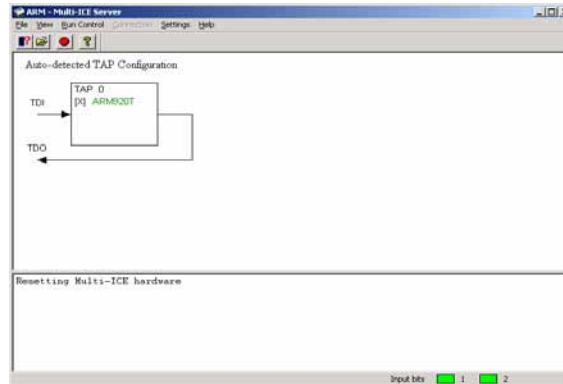 ARM - Multi-ICE Server
File View Run Control Connection Settings Help
Auto-detected TAP Configuration
TAP 0
[X] ARM920T
TDI
TDO
Resetting Multi-ICE hardware
Input bits 1 2